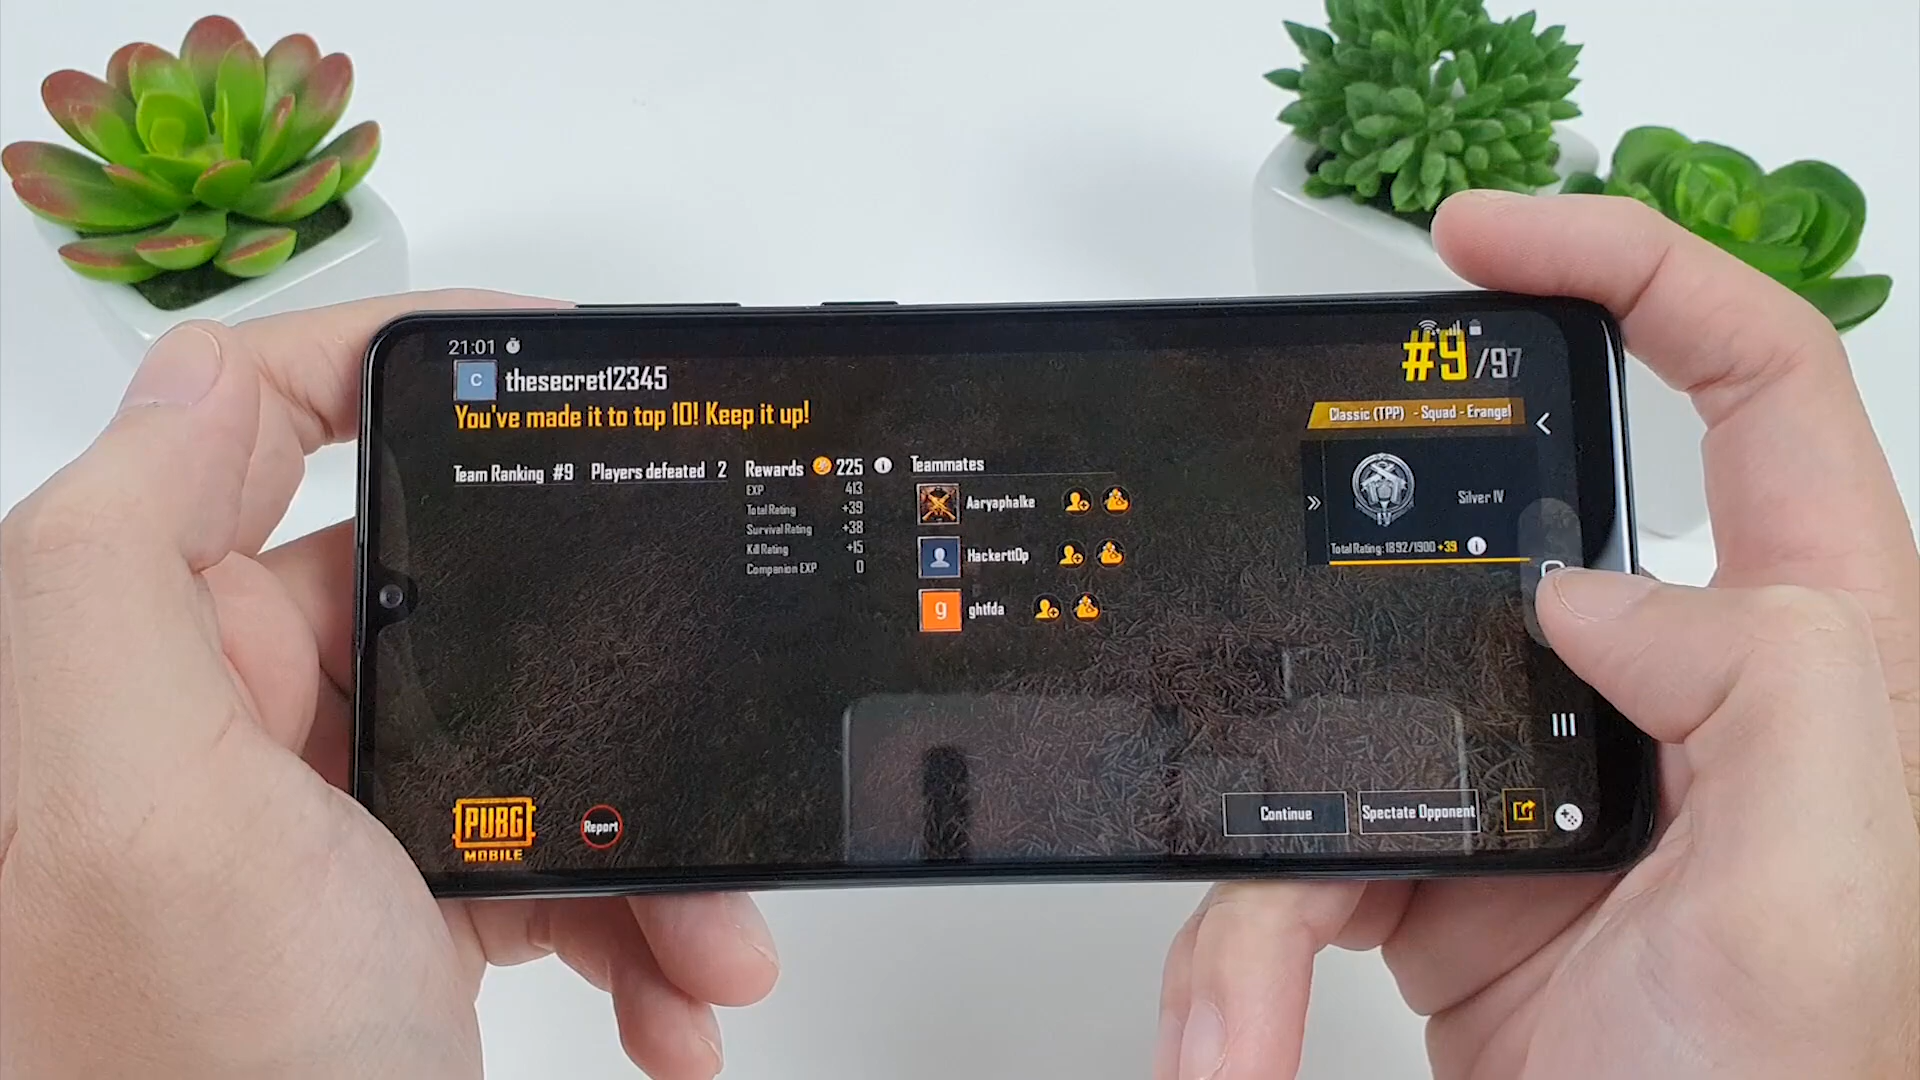 21:01
#9/97
C thesecret12345
You've made it to top 10! Keep it up!
Classic (TPP) - Squad - Erangel
Team Ranking #9 Players defeated 2
Rewards 225
EXP 413
Total Rating +39
Survival Rating +38
Kill Rating +15
Companion EXP 0
Teammates
Aaryaphalke
HackerttOp
g ghtfda
Silver IV
Total Rating: 1892/1900 +39
PUBG
MOBILE
Report
Continue
Spectate Opponent